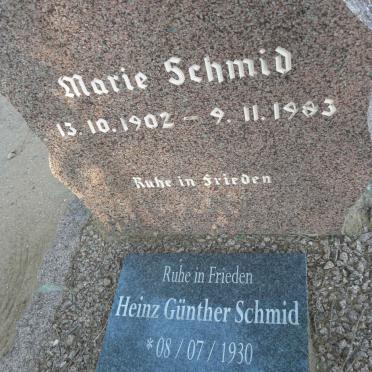 Marie Schmid
13.10.1902 – 9.11.1983
Ruhe in Frieden
Ruhe in Frieden
Heinz Günther Schmid
*08/07/1930